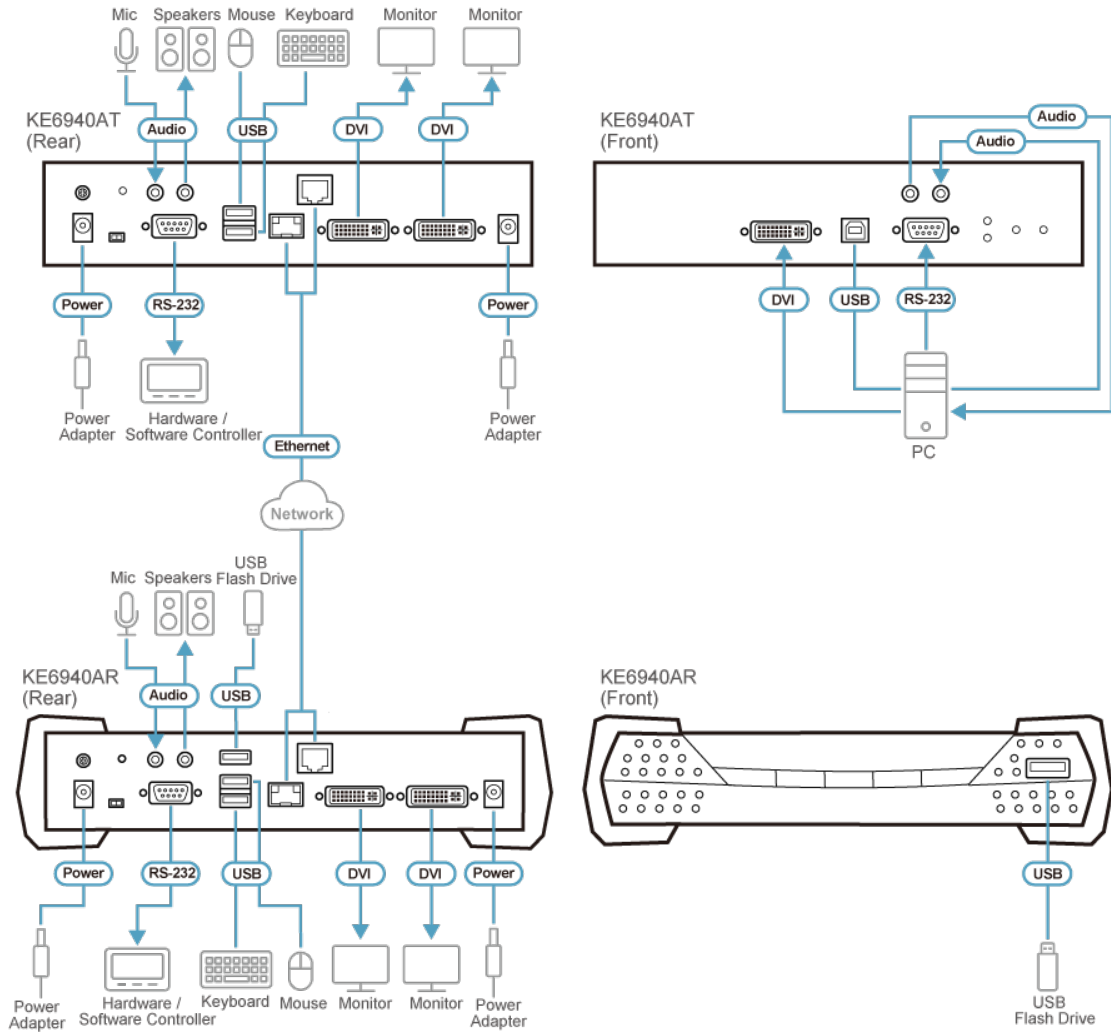 Mic Speakers Mouse Keyboard Monitor Monitor
KE6940AT
(Rear)
Audio USB DVI DVI
Power RS-232 Power
Power
Adapter
Hardware /
Software Controller
Power
Adapter
Ethernet
Network
KE6940AT
(Front)
Audio
Audio
DVI USB RS-232
PC
Mic Speakers
USB
Flash Drive
KE6940AR
(Rear)
Audio USB
Power RS-232 USB DVI DVI Power
Power
Adapter
Hardware /
Software Controller
Keyboard Mouse Monitor Monitor
Power
Adapter
KE6940AR
(Front)
USB
USB
Flash Drive